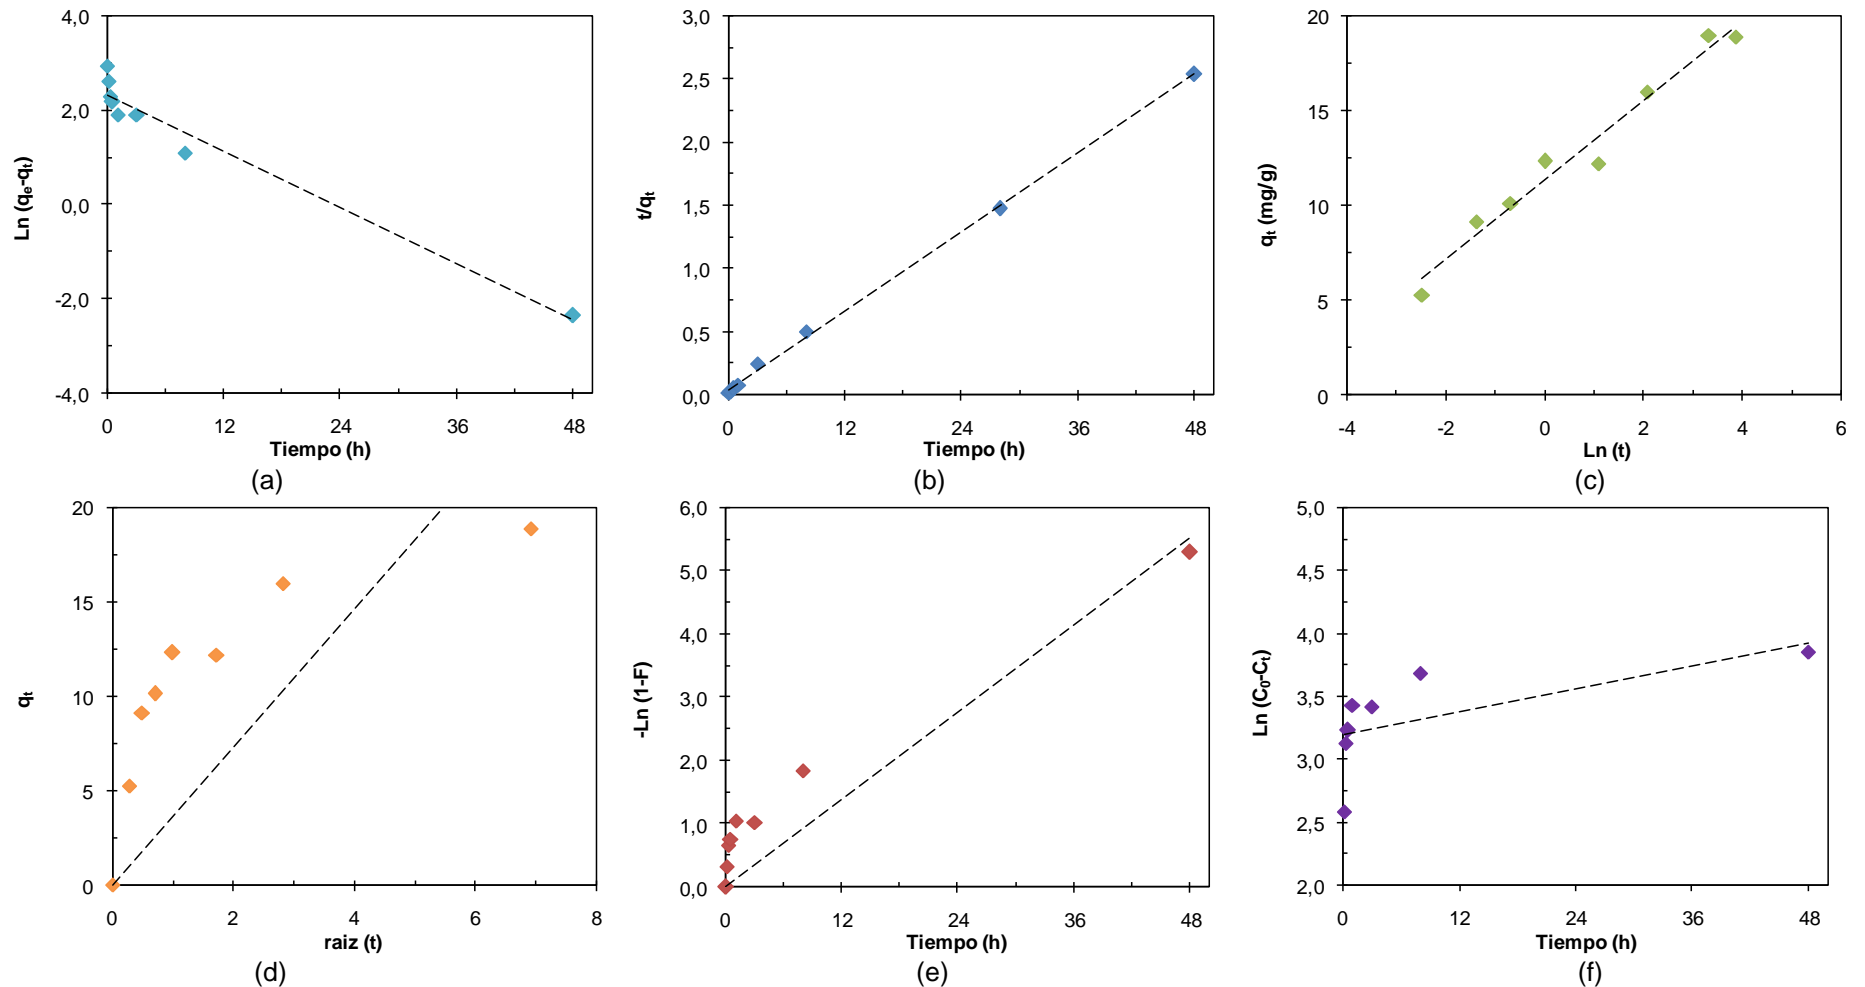 4,0
2,0
0,0
-2,0
-4,0
Ln (qₑ-qₜ)
0 12 24 36 48
Tiempo (h)
(a)
3,0
2,5
2,0
1,5
1,0
0,5
0,0
t/qₜ
0 12 24 36 48
Tiempo (h)
(b)
20
15
10
5
0
qₜ (mg/g)
-4 -2 0 2 4 6
Ln (t)
(c)
20
15
10
5
0
qₜ
0 2 4 6 8
raiz (t)
(d)
6,0
5,0
4,0
3,0
2,0
1,0
0,0
-Ln (1-F)
0 12 24 36 48
Tiempo (h)
(e)
5,0
4,5
4,0
3,5
3,0
2,5
2,0
Ln (C₀-Cₜ)
0 12 24 36 48
Tiempo (h)
(f)